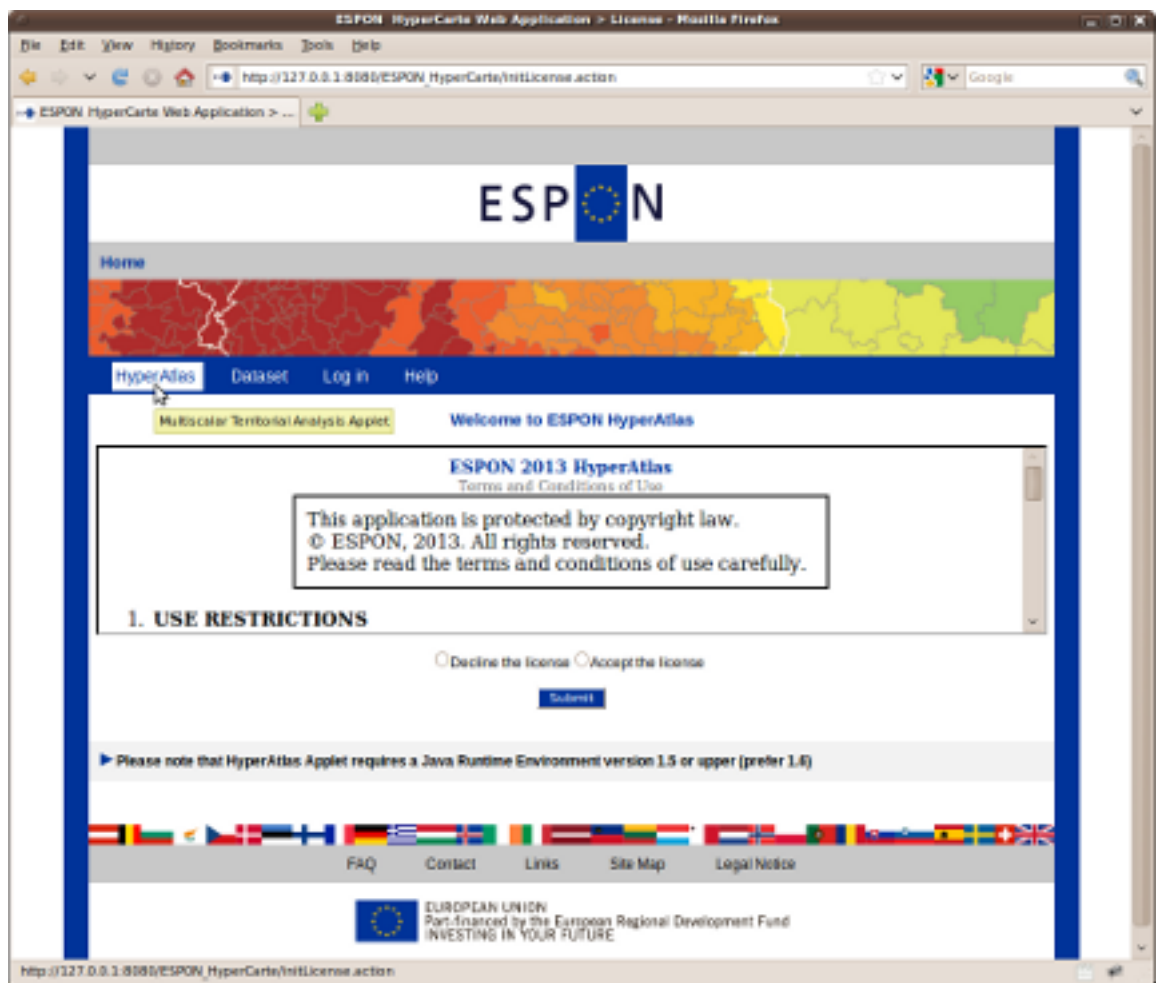 ESPON HyperCarte Web Application > License - Mozilla Firefox
File Edit View History Bookmarks Tools Help
http://127.0.0.1:8080/ESPON_HyperCarte/initLicense.action Google
ESPON HyperCarte Web Application > ...
ESPON
Home
HyperAtlas Dataset Log in Help
Multiscalar Territorial Analysis Applet
Welcome to ESPON HyperAtlas
ESPON 2013 HyperAtlas
Terms and Conditions of Use
This application is protected by copyright law.
© ESPON, 2013. All rights reserved.
Please read the terms and conditions of use carefully.
1. USE RESTRICTIONS
Decline the license Accept the license
Submit
Please note that HyperAtlas Applet requires a Java Runtime Environment version 1.5 or upper (prefer 1.6)
FAQ Contact Links Site Map Legal Notice
EUROPEAN UNION
Part-financed by the European Regional Development Fund
INVESTING IN YOUR FUTURE
http://127.0.0.1:8080/ESPON_HyperCarte/initLicense.action